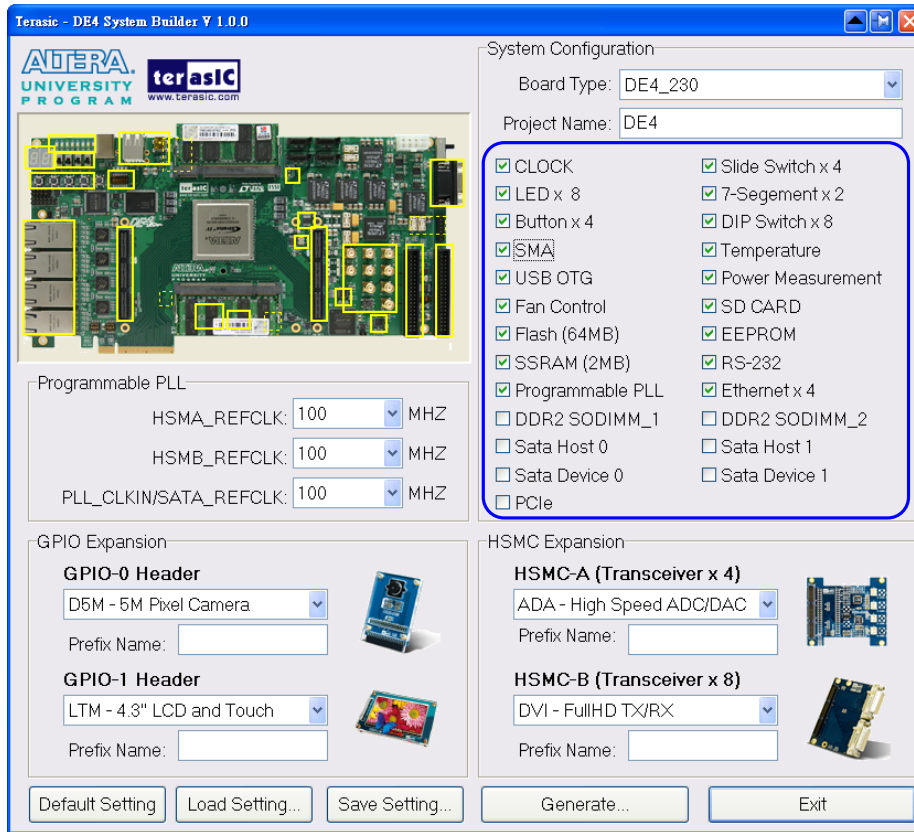 Terasic - DE4 System Builder V 1.0.0
ALTERA.
UNIVERSITY
PROGRAM
terasIC
www.terasic.com
System Configuration
Board Type: DE4_230
Project Name: DE4
CLOCK
Slide Switch x 4
LED x 8
7-Segement x 2
Button x 4
DIP Switch x 8
SMA
Temperature
USB OTG
Power Measurement
Fan Control
SD CARD
Flash (64MB)
EEPROM
SSRAM (2MB)
RS-232
Programmable PLL
Ethernet x 4
DDR2 SODIMM_1
DDR2 SODIMM_2
Sata Host 0
Sata Host 1
Sata Device 0
Sata Device 1
PCIe
Programmable PLL
HSMA_REFCLK: 100 MHZ
HSMB_REFCLK: 100 MHZ
PLL_CLKIN/SATA_REFCLK: 100 MHZ
GPIO Expansion
GPIO-0 Header
D5M - 5M Pixel Camera
Prefix Name:
GPIO-1 Header
LTM - 4.3" LCD and Touch
Prefix Name:
HSMC Expansion
HSMC-A (Transceiver x 4)
ADA - High Speed ADC/DAC
Prefix Name:
HSMC-B (Transceiver x 8)
DVI - FullHD TX/RX
Prefix Name:
Default Setting
Load Setting...
Save Setting...
Generate...
Exit